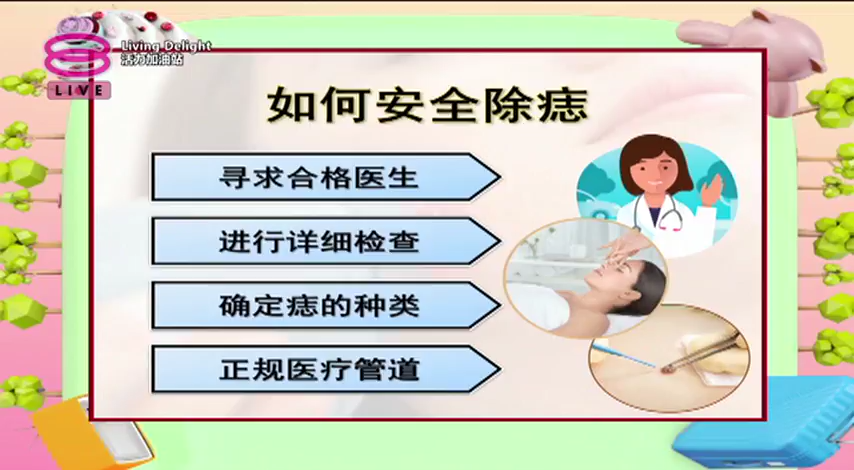 Living Delight
活力加油站
LIVE
如何安全除痣
寻求合格医生
进行详细检查
确定痣的种类
正规医疗管道